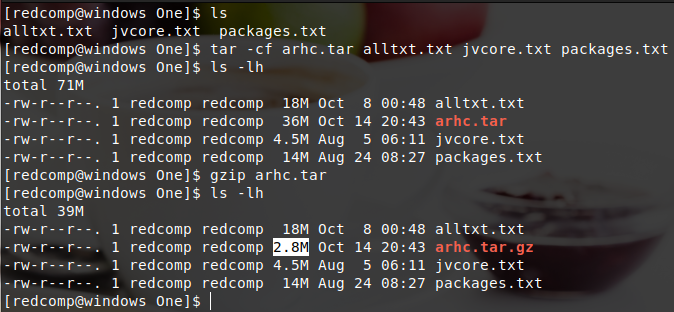 [redcomp@windows One]$ ls
alltxt.txt  jvcore.txt  packages.txt
[redcomp@windows One]$ tar -cf arhc.tar alltxt.txt jvcore.txt packages.txt
[redcomp@windows One]$ ls -lh
total 71M
-rw-r--r--. 1 redcomp redcomp  18M Oct  8 00:48 alltxt.txt
-rw-r--r--. 1 redcomp redcomp  36M Oct 14 20:43 arhc.tar
-rw-r--r--. 1 redcomp redcomp 4.5M Aug  5 06:11 jvcore.txt
-rw-r--r--. 1 redcomp redcomp  14M Aug 24 08:27 packages.txt
[redcomp@windows One]$ gzip arhc.tar
[redcomp@windows One]$ ls -lh
total 39M
-rw-r--r--. 1 redcomp redcomp  18M Oct  8 00:48 alltxt.txt
-rw-r--r--. 1 redcomp redcomp 2.8M Oct 14 20:43 arhc.tar.gz
-rw-r--r--. 1 redcomp redcomp 4.5M Aug  5 06:11 jvcore.txt
-rw-r--r--. 1 redcomp redcomp  14M Aug 24 08:27 packages.txt
[redcomp@windows One]$